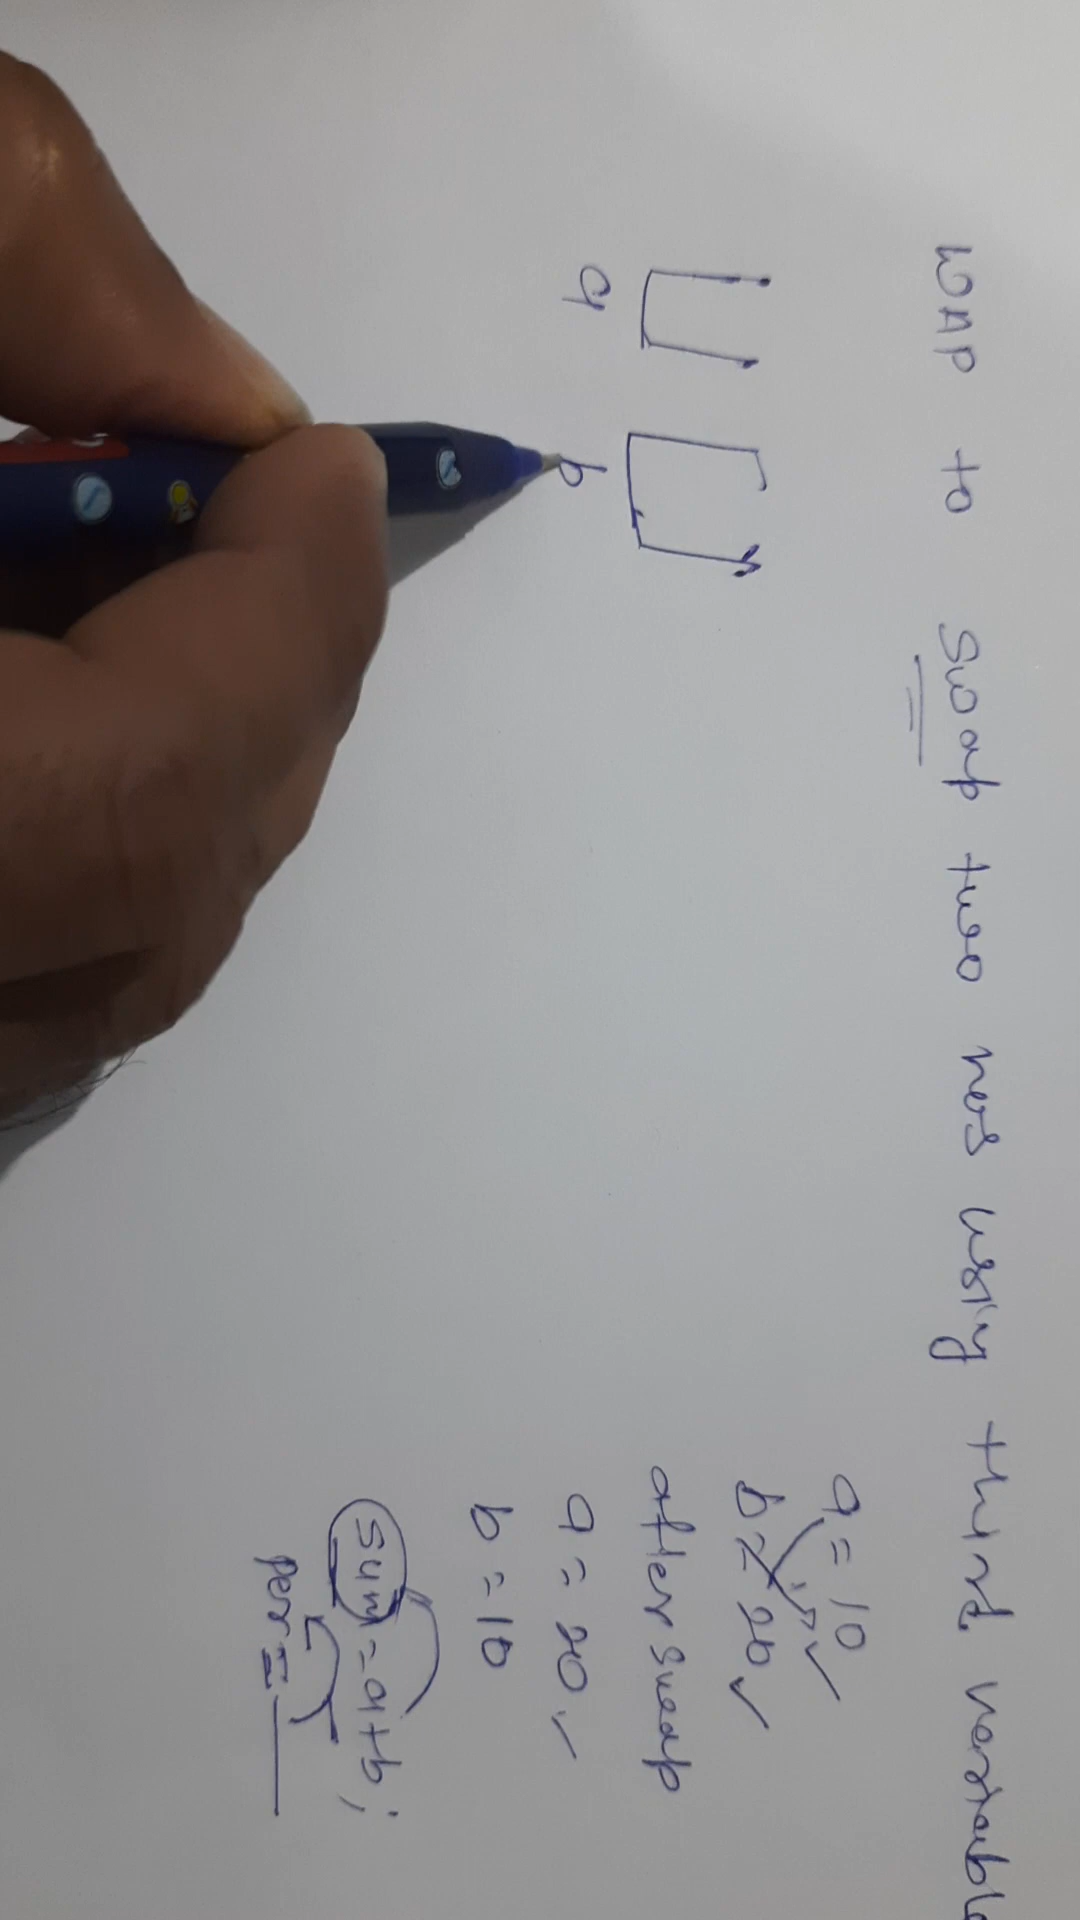 WAP to swap two nos using third variable
a = 10
b = 20
after swap
a = 20
b = 10
sum = a+b;
per =
a b